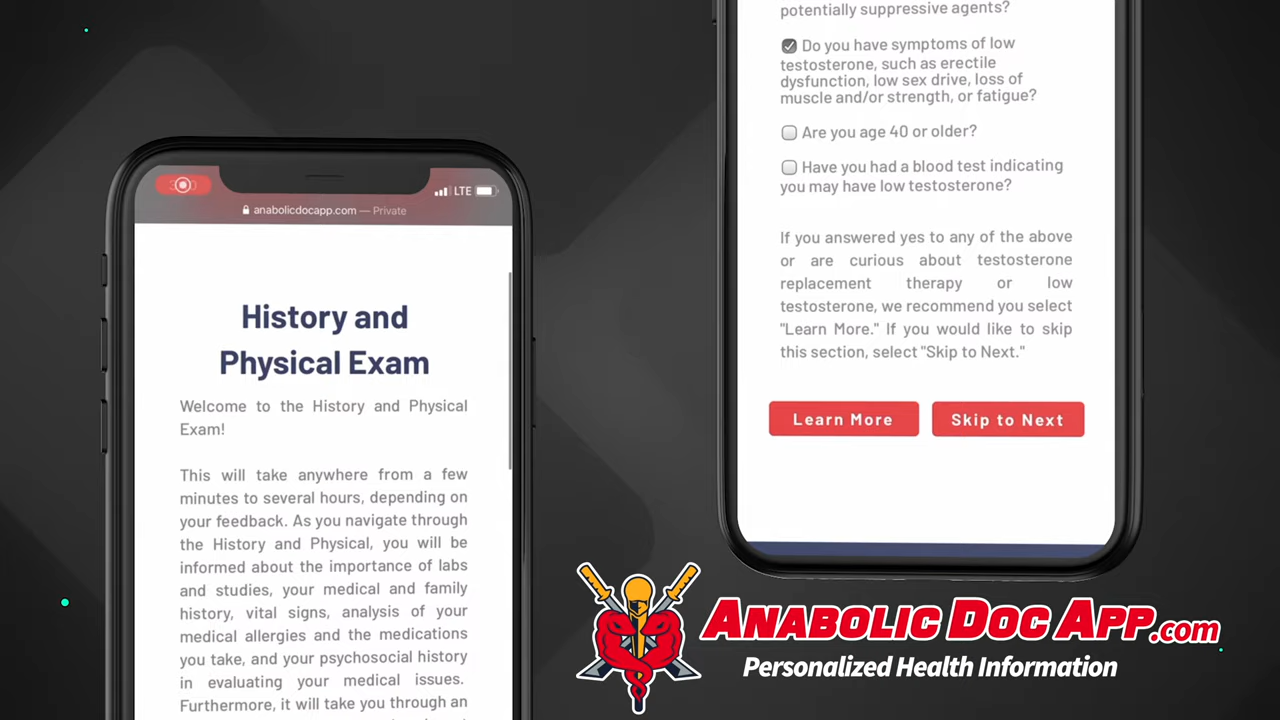 LTE
anabolicdocapp.com — Private
History and
Physical Exam
Welcome to the History and Physical
Exam!
This will take anywhere from a few
minutes to several hours, depending on
your feedback. As you navigate through
the History and Physical, you will be
informed about the importance of labs
and studies, your medical and family
history, vital signs, analysis of your
medical allergies and the medications
you take, and your psychosocial history
in evaluating your medical issues.
Furthermore, it will take you through an
potentially suppressive agents?
Do you have symptoms of low
testosterone, such as erectile
dysfunction, low sex drive, loss of
muscle and/or strength, or fatigue?
Are you age 40 or older?
Have you had a blood test indicating
you may have low testosterone?
If you answered yes to any of the above
or are curious about testosterone
replacement therapy or low
testosterone, we recommend you select
"Learn More." If you would like to skip
this section, select "Skip to Next."
Learn More
Skip to Next
ANABOLIC DOC APP.com
Personalized Health Information